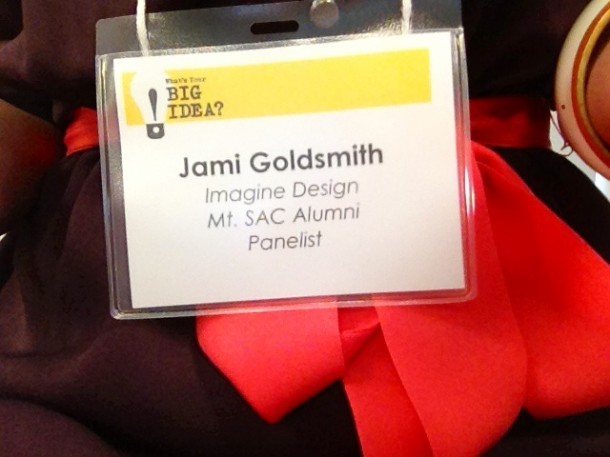 What's Your
BIG
IDEA?
Jami Goldsmith
Imagine Design
Mt. SAC Alumni
Panelist